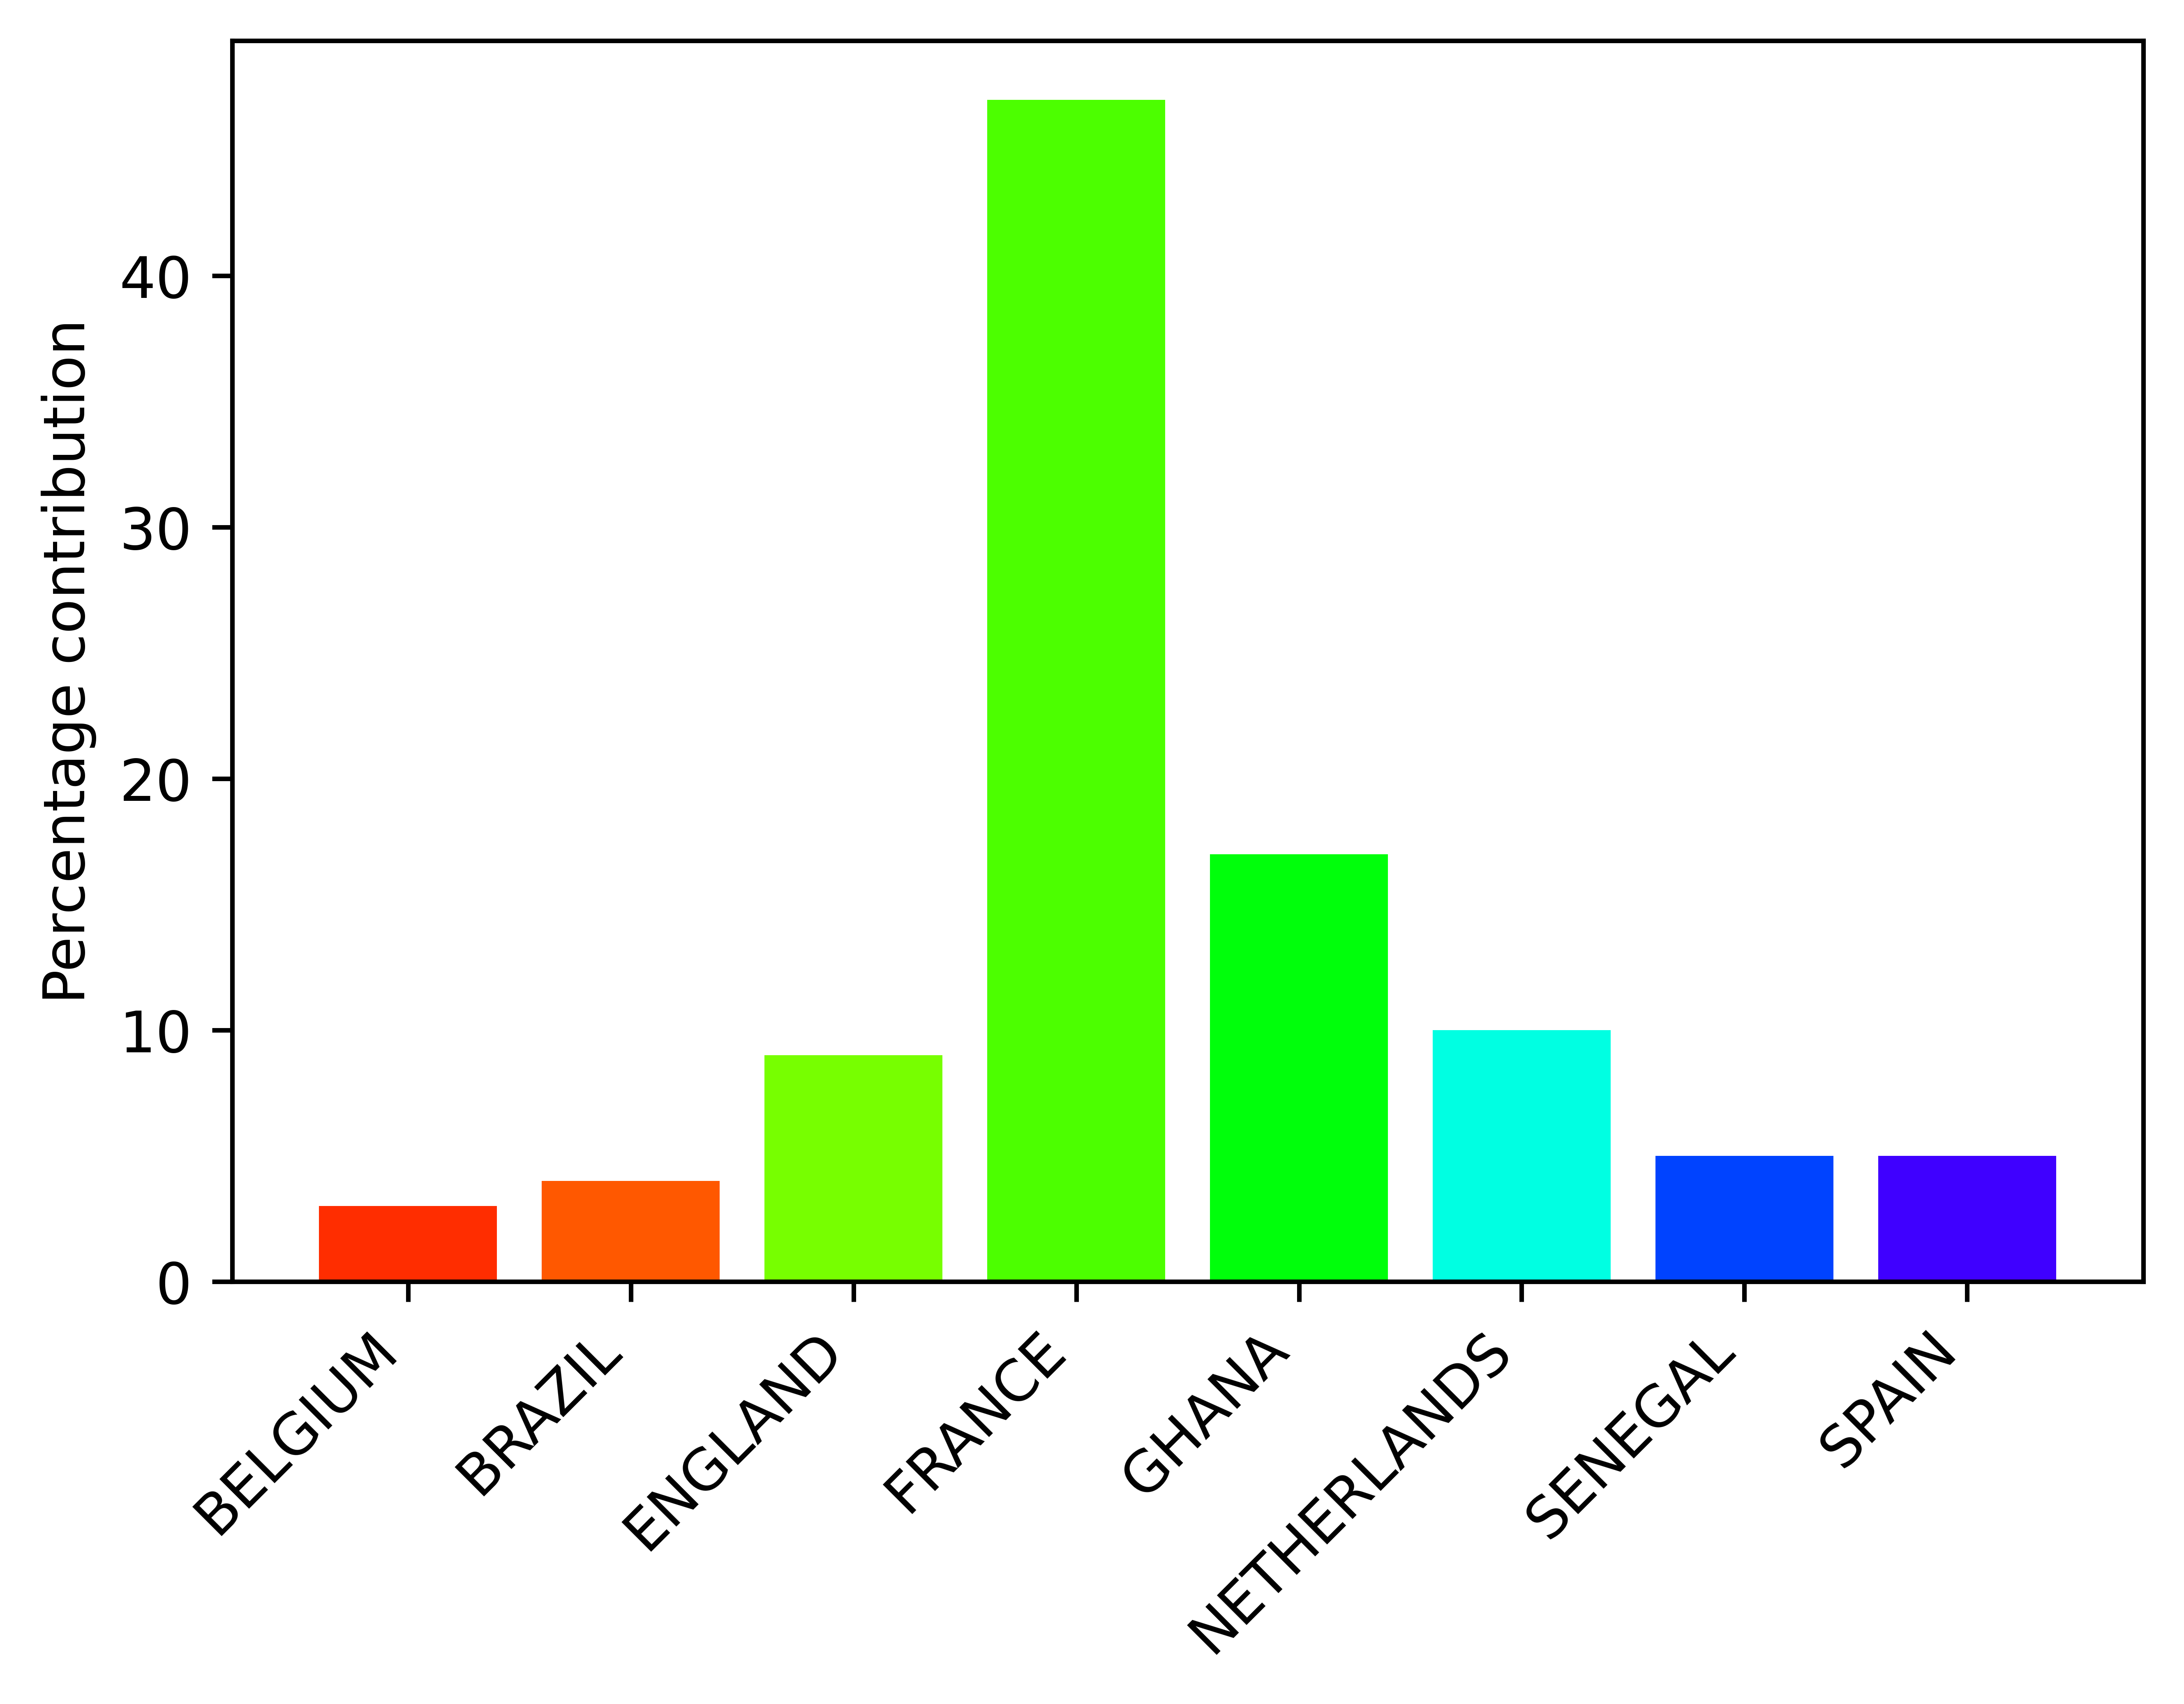 Percentage contribution
40
30
20
10
0
BELGIUM
BRAZIL
ENGLAND
FRANCE
GHANA
NETHERLANDS
SENEGAL
SPAIN